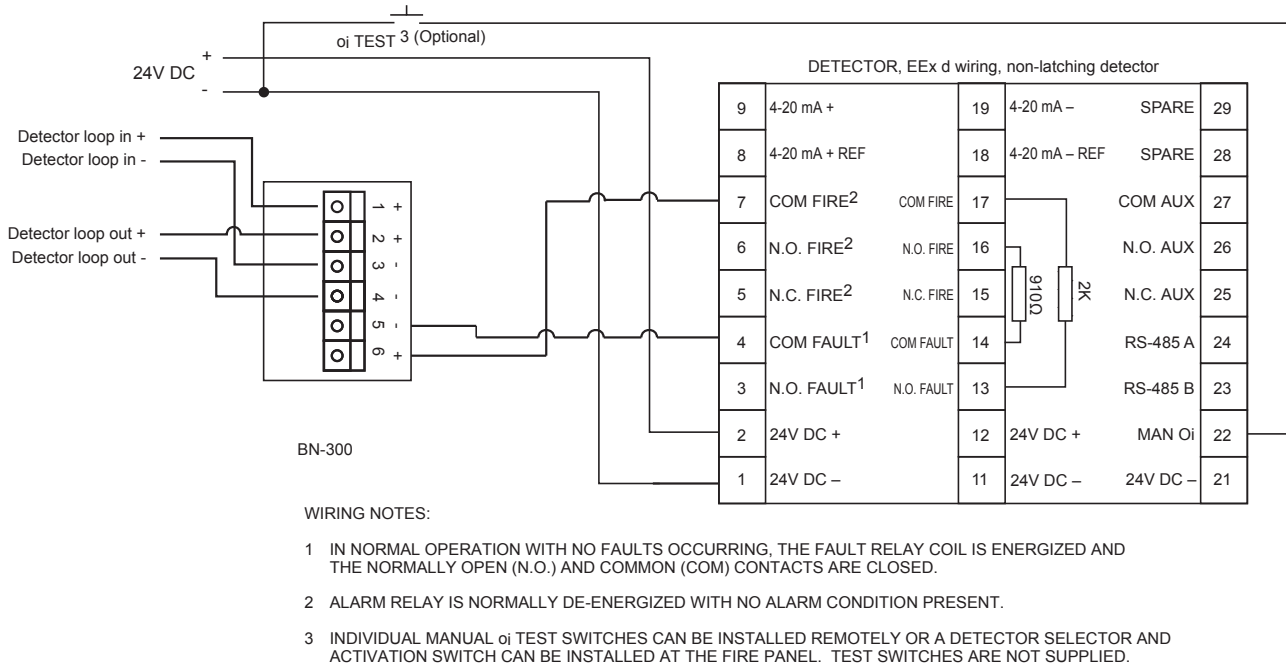 oi TEST 3 (Optional)
+
24V DC
-
DETECTOR, EEx d wiring, non-latching detector
Detector loop in +
Detector loop in -
Detector loop out +
Detector loop out -
1 +
2 +
3 -
4 -
5 -
6 +
BN-300
9 4-20 mA + 19 4-20 mA – SPARE 29
8 4-20 mA + REF 18 4-20 mA – REF SPARE 28
7 COM FIRE2 COM FIRE 17 COM AUX 27
6 N.O. FIRE2 N.O. FIRE 16 N.O. AUX 26
5 N.C. FIRE2 N.C. FIRE 15 N.C. AUX 25
910Ω
2K
4 COM FAULT1 COM FAULT 14 RS-485 A 24
3 N.O. FAULT1 N.O. FAULT 13 RS-485 B 23
2 24V DC + 12 24V DC + MAN Oi 22
1 24V DC – 11 24V DC – 24V DC – 21
WIRING NOTES:
1 IN NORMAL OPERATION WITH NO FAULTS OCCURRING, THE FAULT RELAY COIL IS ENERGIZED AND
THE NORMALLY OPEN (N.O.) AND COMMON (COM) CONTACTS ARE CLOSED.
2 ALARM RELAY IS NORMALLY DE-ENERGIZED WITH NO ALARM CONDITION PRESENT.
3 INDIVIDUAL MANUAL oi TEST SWITCHES CAN BE INSTALLED REMOTELY OR A DETECTOR SELECTOR AND
ACTIVATION SWITCH CAN BE INSTALLED AT THE FIRE PANEL. TEST SWITCHES ARE NOT SUPPLIED.